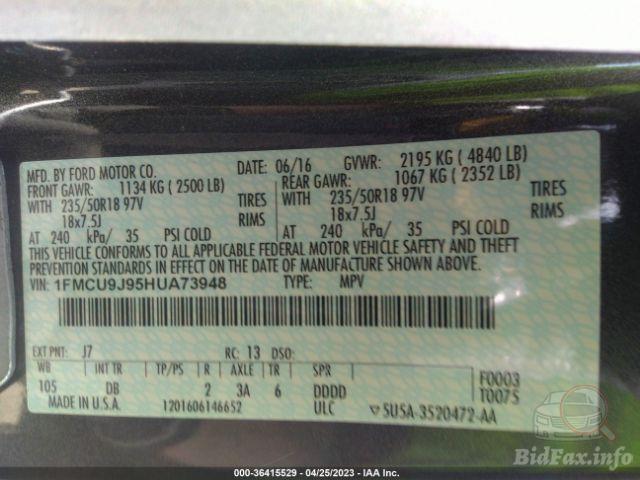 MFD. BY FORD MOTOR CO. DATE: 06/16 GVWR: 2195 KG ( 4840 LB)
FRONT GAWR: 1134 KG ( 2500 LB) REAR GAWR: 1067 KG ( 2352 LB)
WITH 235/50R18 97V TIRES WITH 235/50R18 97V TIRES
18x7.5J RIMS 18x7.5J RIMS
AT 240 kPa/ 35 PSI COLD AT 240 kPa/ 35 PSI COLD
THIS VEHICLE CONFORMS TO ALL APPLICABLE FEDERAL MOTOR VEHICLE SAFETY AND THEFT
PREVENTION STANDARDS IN EFFECT ON THE DATE OF MANUFACTURE SHOWN ABOVE.
VIN: 1FMCU9J95HUA73948 TYPE: MPV
EXT PNT: J7 RC: 13 DSO:
WB INT TR TP/PS R AXLE TR SPR F0003
105 DB 2 3A 6 DDDD T0075
MADE IN U.S.A. 1201606146652 ULC 5U5A-3520472-AA
BidFax.info
000-36415529 - 04/25/2023 - IAA Inc.